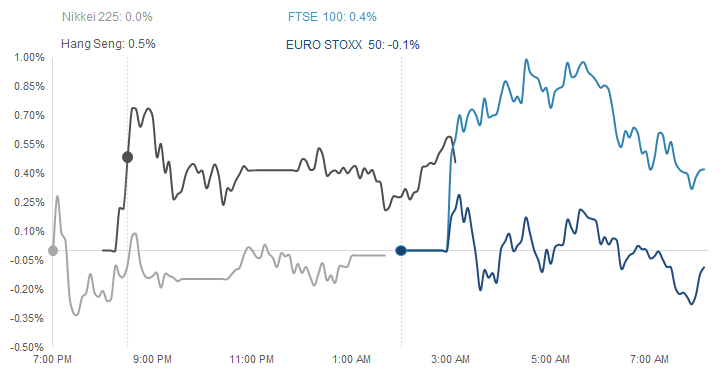 Nikkei 225: 0.0%
FTSE 100: 0.4%
Hang Seng: 0.5%
EURO STOXX 50: -0.1%
1.00%
0.85%
0.70%
0.55%
0.40%
0.25%
0.10%
-0.05%
-0.20%
-0.35%
-0.50%
7:00 PM 9:00 PM 11:00 PM 1:00 AM 3:00 AM 5:00 AM 7:00 AM